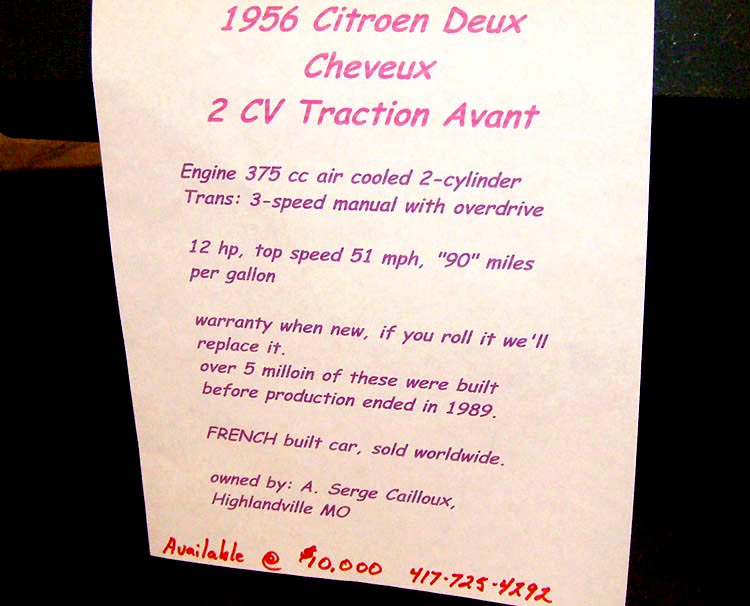 1956 Citroen Deux
Cheveux
2 CV Traction Avant
Engine 375 cc air cooled 2-cylinder
Trans: 3-speed manual with overdrive
12 hp, top speed 51 mph, "90" miles
per gallon
warranty when new, if you roll it we'll
replace it.
over 5 milloin of these were built
before production ended in 1989.
FRENCH built car, sold worldwide.
owned by: A. Serge Cailloux,
Highlandville MO
Available @ $10,000 417-725-4292